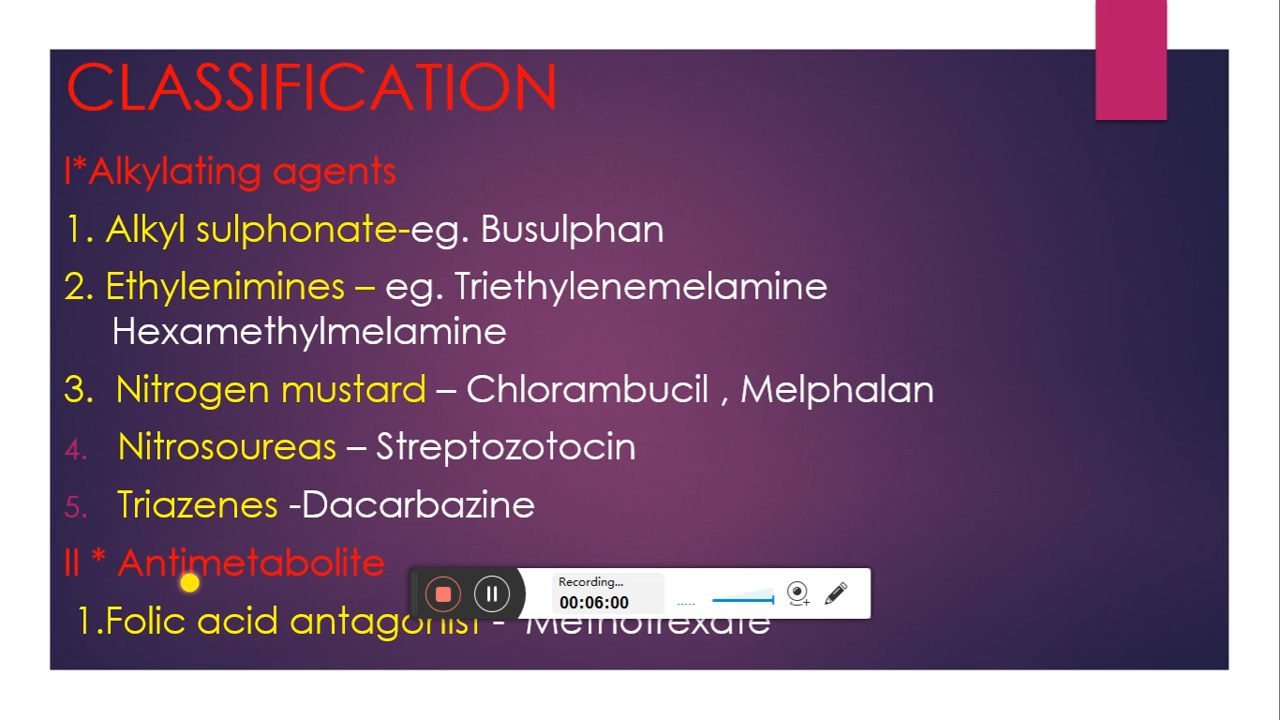 CLASSIFICATION
I*Alkylating agents
1. Alkyl sulphonate-eg. Busulphan
2. Ethylenimines – eg. Triethylenemelamine
Hexamethylmelamine
3. Nitrogen mustard – Chlorambucil , Melphalan
4. Nitrosoureas – Streptozotocin
5. Triazenes -Dacarbazine
II * Antimetabolite
Recording...
00:06:00
1.Folic acid antagonist - Methotrexate